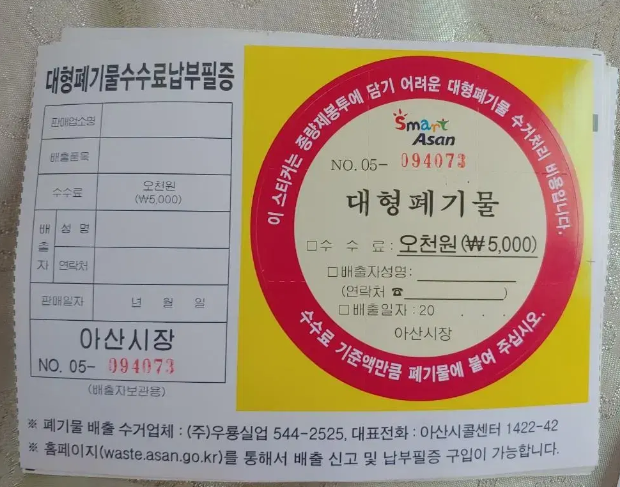 대형폐기물수수료납부필증
판매업소명
배출품목
수수료 오천원
(₩5,000)
배출자 성 명
연락처
판매일자 년 월 일
아산시장
NO. 05- 094073
(배출자보관용)
이 스티커는 종량제봉투에 담기 어려운 대형폐기물 수거처리 비용입니다.
Smart
Asan
NO. 05- 094073
대형폐기물
□수 수 료 : 오천원(₩5,000)
□배출자성명:
(연락처 ☎ )
□배출일자 : 20 . . .
아산시장
수수료 기준액만큼 폐기물에 붙여 주십시오.
※ 폐기물 배출 수거업체 : (주)우룡실업 544-2525, 대표전화 : 아산시콜센터 1422-42
※ 홈페이지(waste.asan.go.kr)를 통해서 배출 신고 및 납부필증 구입이 가능합니다.